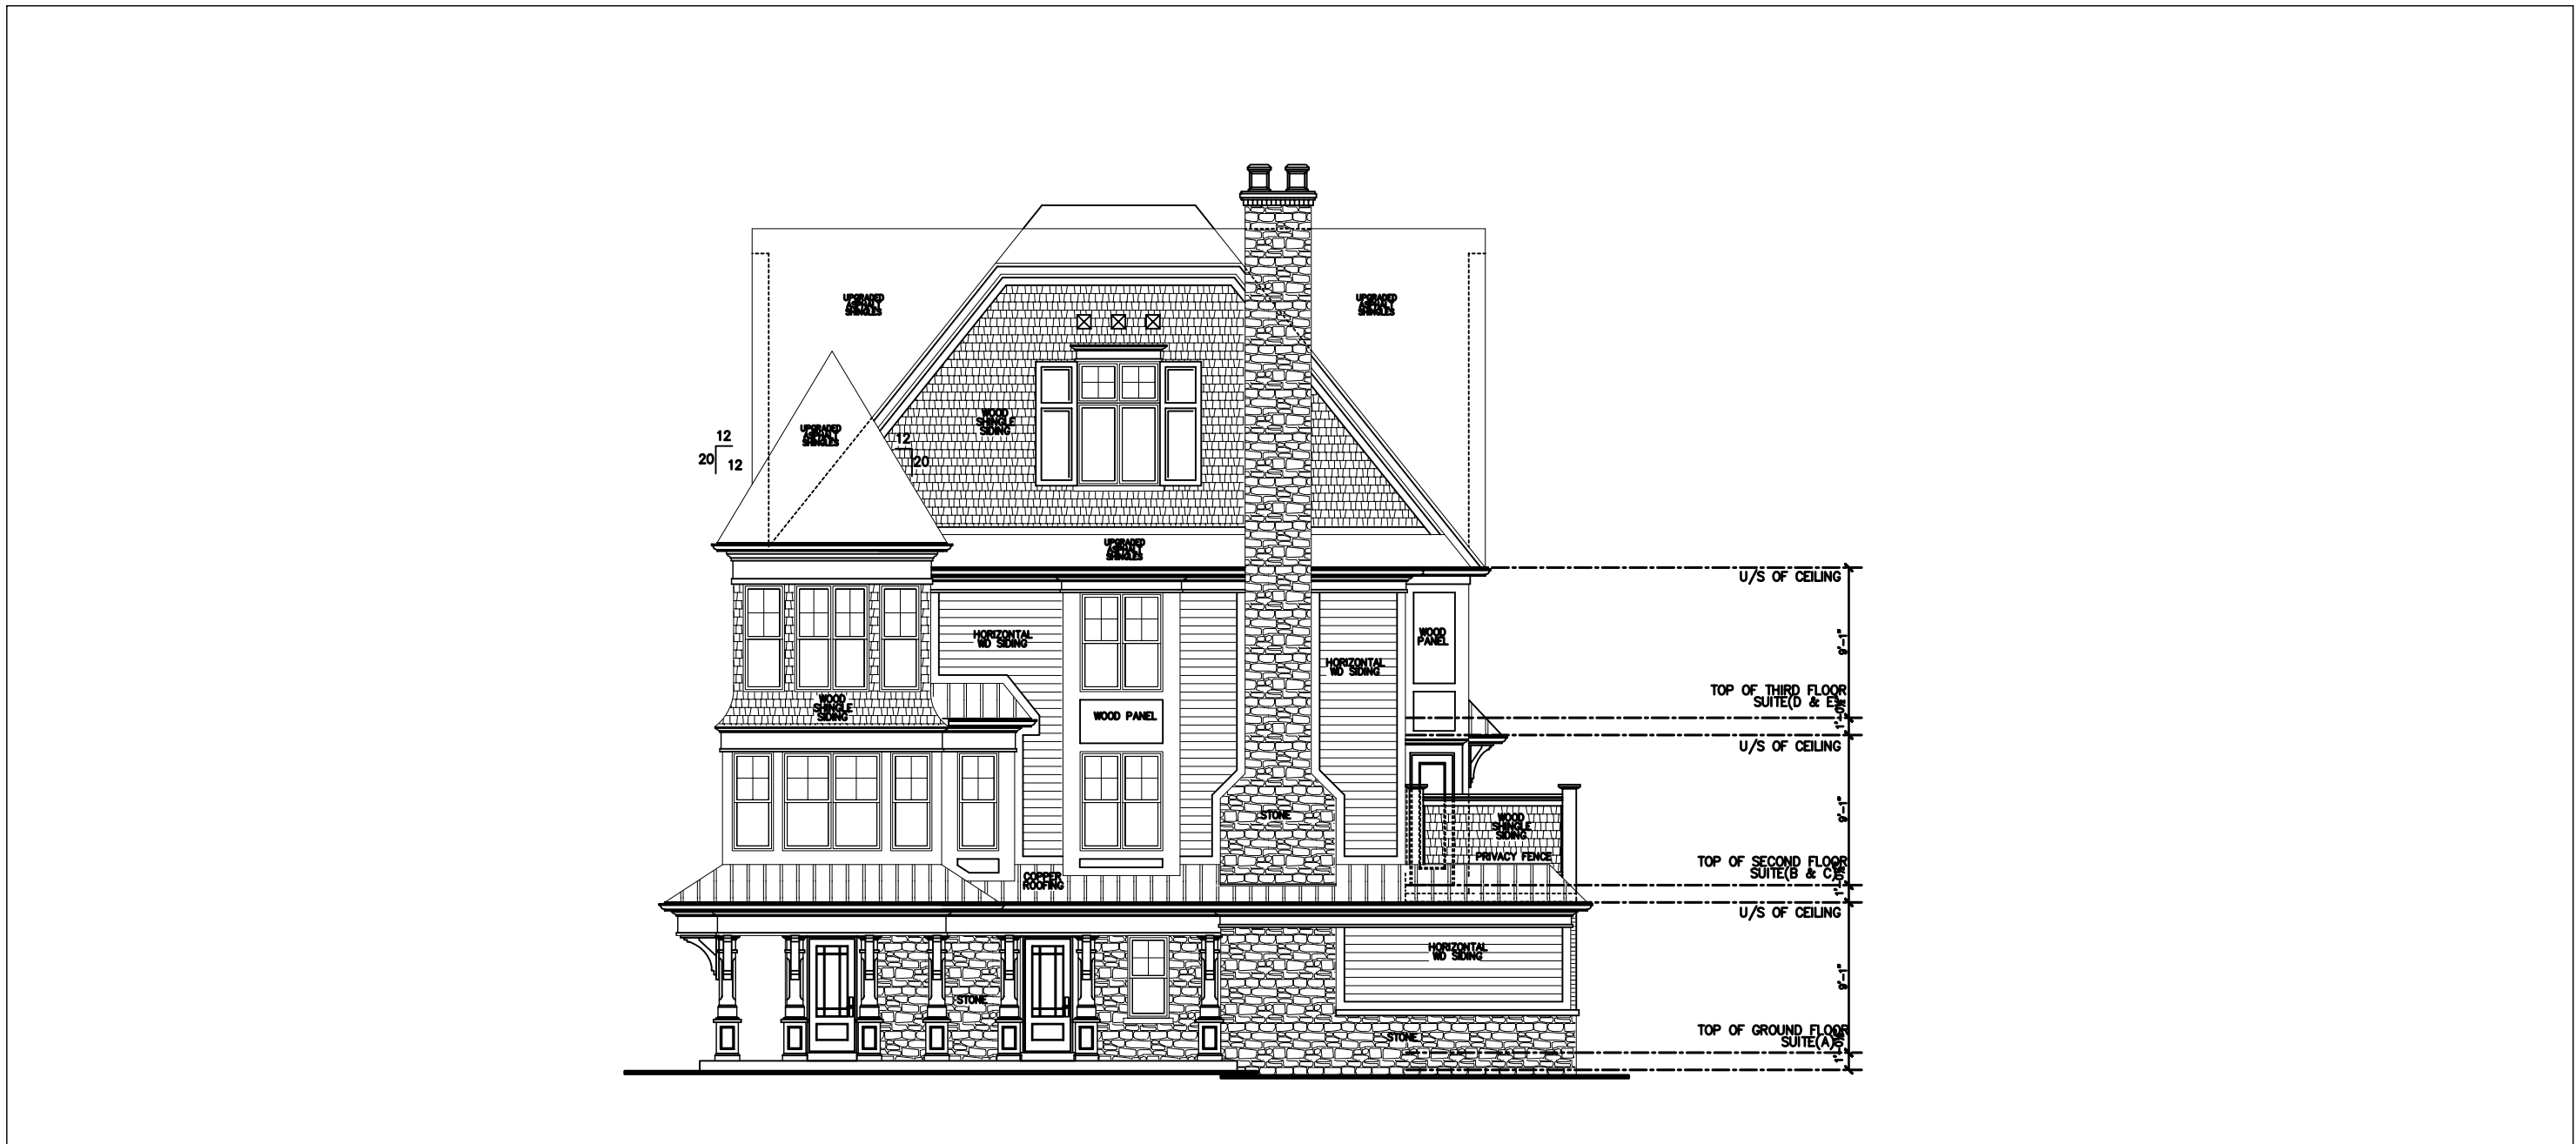 UPGRADED
ASPHALT
SHINGLES
UPGRADED
ASPHALT
SHINGLES
WOOD
SHINGLE
SIDING
UPGRADED
ASPHALT
SHINGLES
12
20
12
12
20
UPGRADED
ASPHALT
SHINGLES
U/S OF CEILING
HORIZONTAL
WD SIDING
WOOD
PANEL
9'-1"
HORIZONTAL
WD SIDING
WOOD
SHINGLE
SIDING
WOOD PANEL
TOP OF THIRD FLOOR
SUITE(D & E)
U/S OF CEILING
STONE
WOOD
SHINGLE
SIDING
9'-1"
PRIVACY FENCE
COPPER
ROOFING
TOP OF SECOND FLOOR
SUITE(B & C)
U/S OF CEILING
HORIZONTAL
WD SIDING
9'-1"
STONE
STONE
TOP OF GROUND FLOOR
SUITE(A)